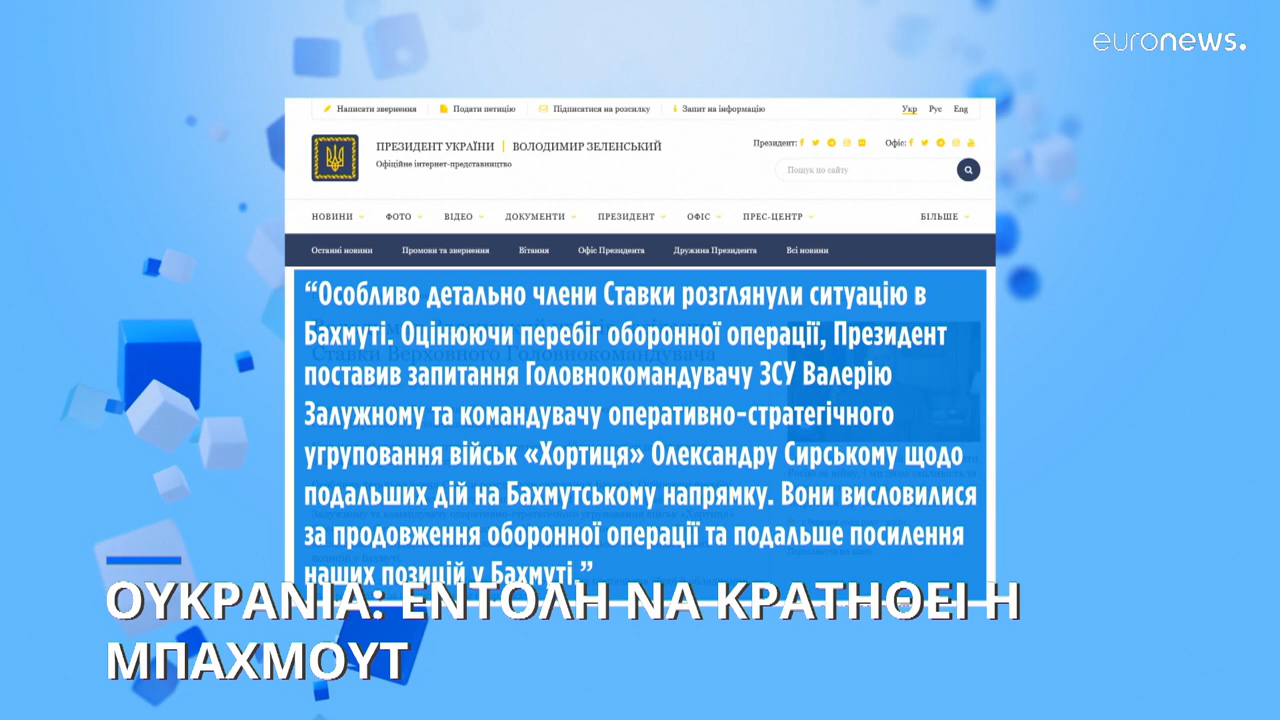 euronews.
Написати звернення Подати петицію Підписатися на розсилку Запит на інформацію Укр Рус Eng
ПРЕЗИДЕНТ УКРАЇНИ ВОЛОДИМИР ЗЕЛЕНСЬКИЙ Президент: Офіс:
Офіційне інтернет-представництво
Пошук по сайту
НОВИНИ ФОТО ВІДЕО ДОКУМЕНТИ ПРЕЗИДЕНТ ОФІС ПРЕС-ЦЕНТР БІЛЬШЕ
Останні новини Промови та звернення Вітання Офіс Президента Дружина Президента Всі новини
“Особливо детально члени Ставки розглянули ситуацію в
Бахмуті. Оцінюючи перебіг оборонної операції, Президент
поставив запитання Головнокомандувачу ЗСУ Валерію
Залужному та командувачу оперативно-стратегічного
угруповання військ «Хортиця» Олександру Сирському щодо
подальших дій на Бахмутському напрямку. Вони висловилися
за продовження оборонної операції та подальше посилення
наших позицій у Бахмуті.”
ΟΥΚΡΑΝΙΑ: ΕΝΤΟΛΗ ΝΑ ΚΡΑΤΗΘΕΙ Η
ΜΠΑΧΜΟΥΤ